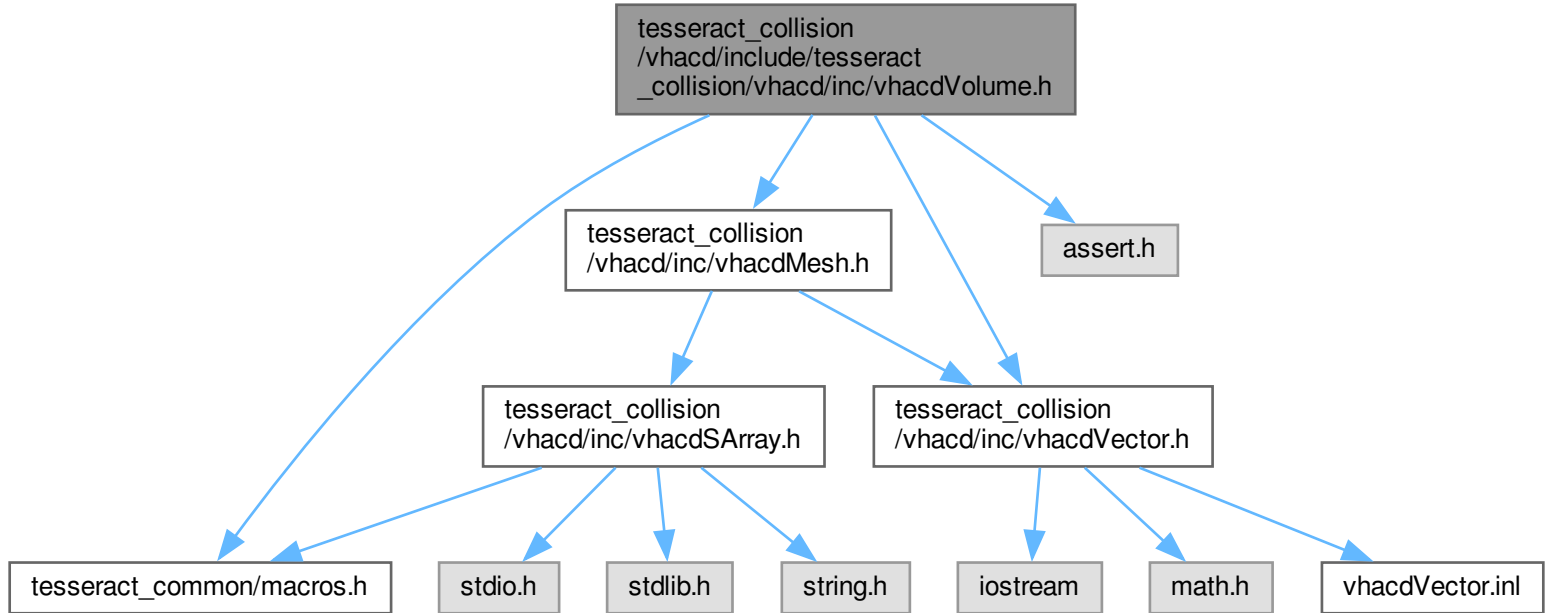 tesseract_collision
/vhacd/include/tesseract
_collision/vhacd/inc/vhacdVolume.h
tesseract_collision
/vhacd/inc/vhacdMesh.h
assert.h
tesseract_collision
/vhacd/inc/vhacdSArray.h
tesseract_collision
/vhacd/inc/vhacdVector.h
tesseract_common/macros.h
stdio.h
stdlib.h
string.h
iostream
math.h
vhacdVector.inl